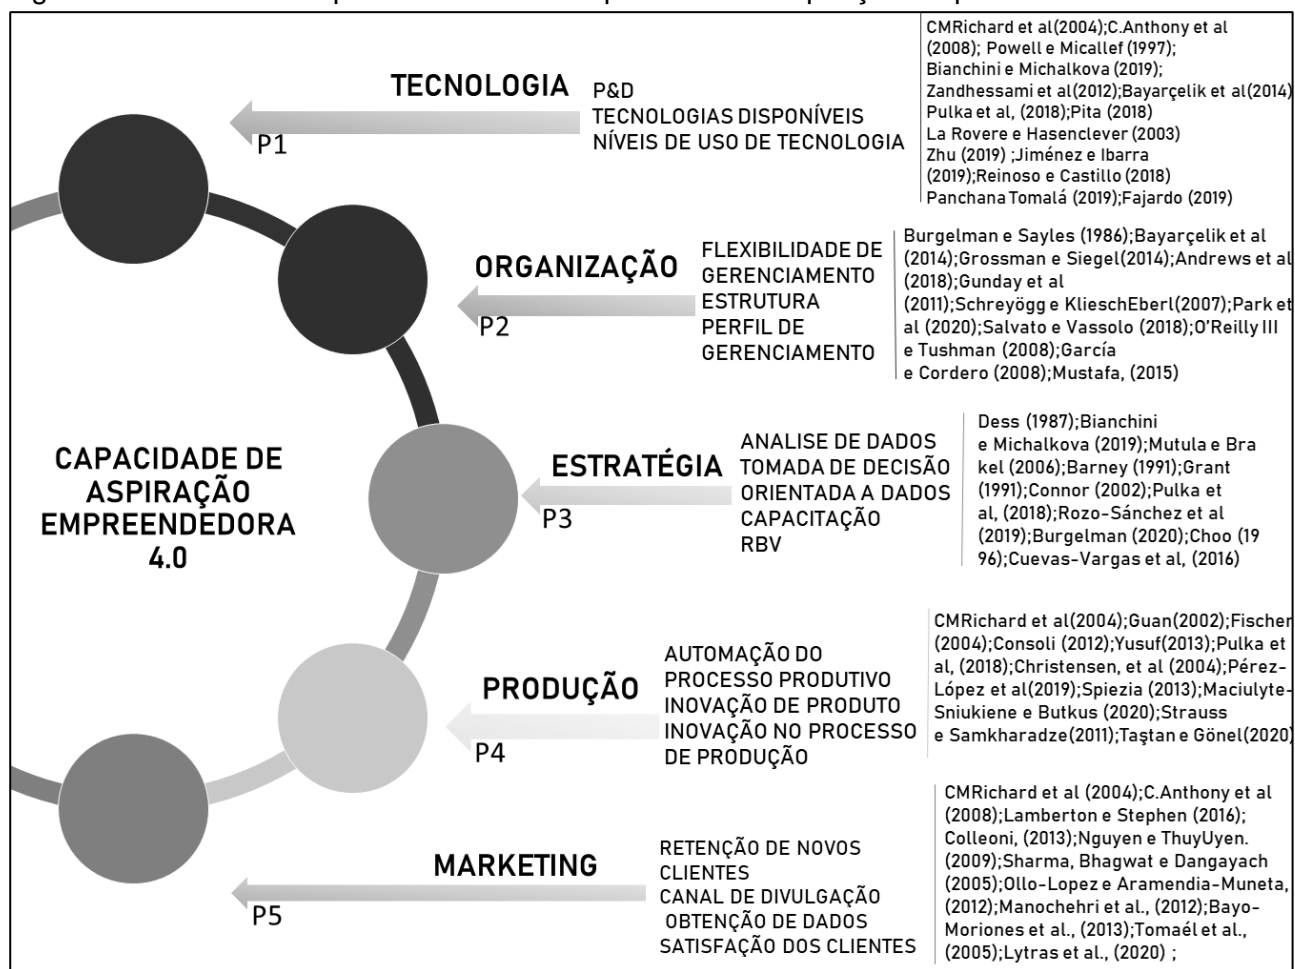 TECNOLOGIA
P1
P&D
TECNOLOGIAS DISPONÍVEIS
NÍVEIS DE USO DE TECNOLOGIA
CMRichard et al(2004);C.Anthony et al
(2008); Powell e Micallef (1997);
Bianchini e Michalkova (2019);
Zandhessami et al(2012);Bayarçelik et al(2014)
Pulka et al, (2018);Pita (2018)
La Rovere e Hasenclever (2003)
Zhu (2019) ;Jiménez e Ibarra
(2019);Reinoso e Castillo (2018)
Panchana Tomalá (2019);Fajardo (2019)
ORGANIZAÇÃO
P2
FLEXIBILIDADE DE
GERENCIAMENTO
ESTRUTURA
PERFIL DE
GERENCIAMENTO
Burgelman e Sayles (1986);Bayarçelik et al
(2014);Grossman e Siegel(2014);Andrews et al
(2018);Gunday et al
(2011);Schreyögg e KlieschEberl(2007);Park et
al (2020);Salvato e Vassolo (2018);O'Reilly III
e Tushman (2008);García
e Cordero (2008);Mustafa, (2015)
CAPACIDADE DE
ASPIRAÇÃO
EMPREENDEDORA
4.0
ESTRATÉGIA
P3
ANALISE DE DADOS
TOMADA DE DECISÃO
ORIENTADA A DADOS
CAPACITAÇÃO
RBV
Dess (1987);Bianchini
e Michalkova (2019);Mutula e Bra
kel (2006);Barney (1991);Grant
(1991);Connor (2002);Pulka et
al, (2018);Rozo-Sánchez et al
(2019);Burgelman (2020);Choo (19
96);Cuevas-Vargas et al, (2016)
PRODUÇÃO
P4
AUTOMAÇÃO DO
PROCESSO PRODUTIVO
INOVAÇÃO DE PRODUTO
INOVAÇÃO NO PROCESSO
DE PRODUÇÃO
CMRichard et al(2004);Guan(2002);Fischer
(2004);Consoli (2012);Yusuf(2013);Pulka et
al, (2018);Christensen, et al (2004);Pérez-
López et al(2019);Spiezia (2013);Maciulyte-
Sniukiene e Butkus (2020);Strauss
e Samkharadze(2011);Taştan e Gönel(2020)
MARKETING
P5
RETENÇÃO DE NOVOS
CLIENTES
CANAL DE DIVULGAÇÃO
OBTENÇÃO DE DADOS
SATISFAÇÃO DOS CLIENTES
CMRichard et al (2004);C.Anthony et al
(2008);Lamberton e Stephen (2016);
Colleoni, (2013);Nguyen e ThuyUyen.
(2009);Sharma, Bhagwat e Dangayach
(2005);Ollo-Lopez e Aramendia-Muneta,
(2012);Manochehri et al., (2012);Bayo-
Moriones et al., (2013);Tomaél et al.,
(2005);Lytras et al., (2020) ;